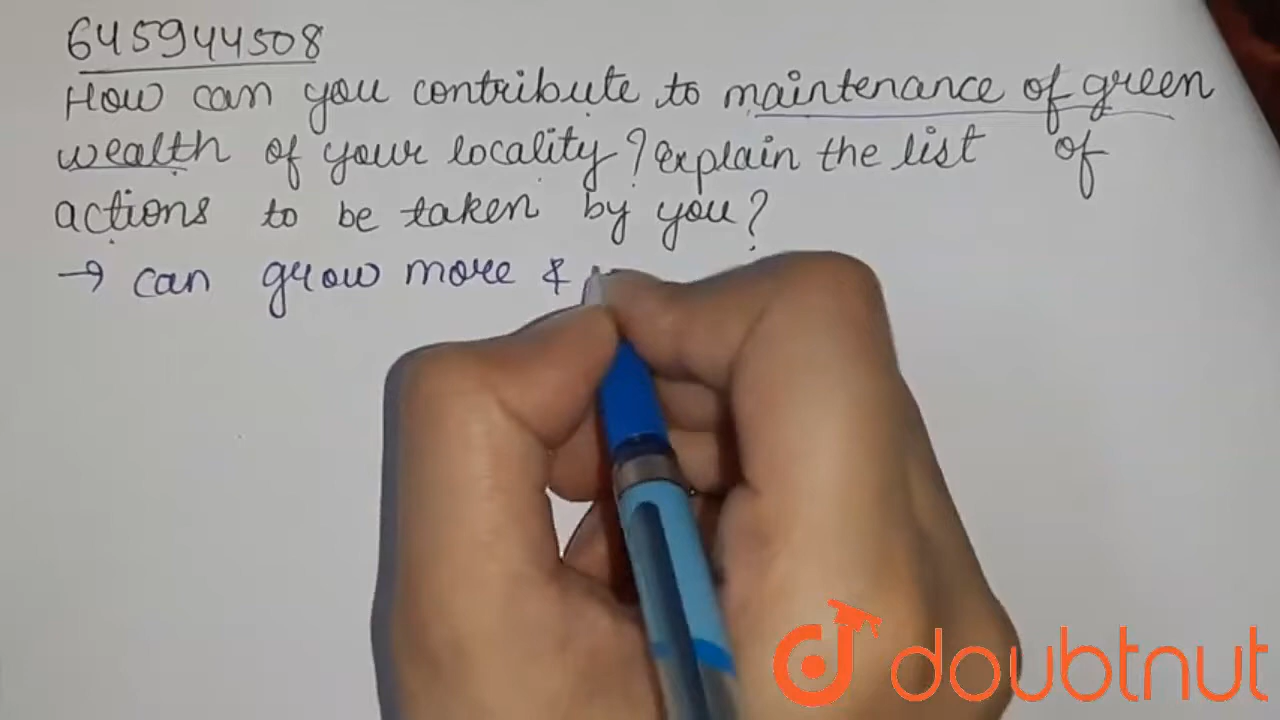 645944508
How can you contribute to maintenance of green
wealth of your locality? Explain the list of
actions to be taken by you?
→ can grow more &
doubtnut